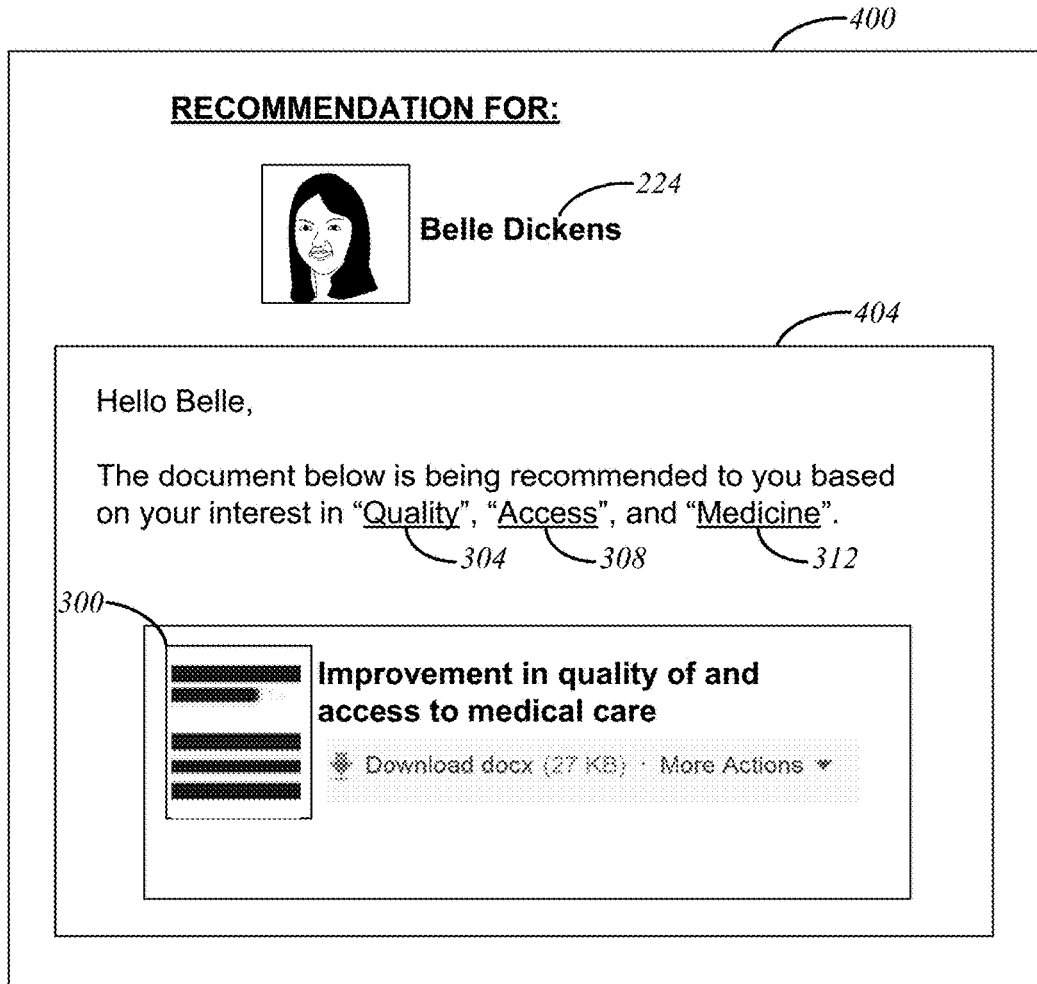 400
RECOMMENDATION FOR:
224
Belle Dickens
404
Hello Belle,
The document below is being recommended to you based
on your interest in “Quality”, “Access”, and “Medicine”.
304 308 312
300
Improvement in quality of and
access to medical care
Download docx (27 KB) · More Actions